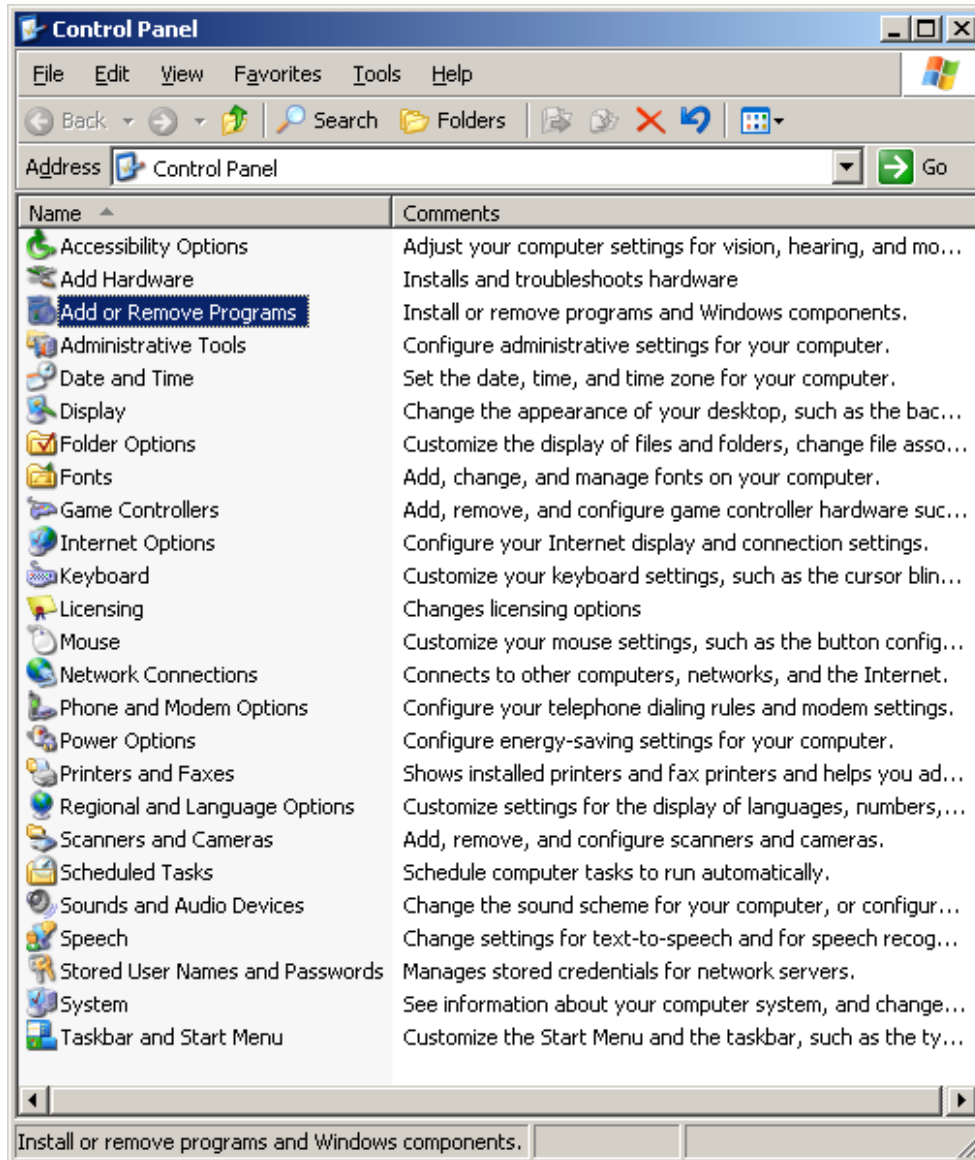 Control Panel
File Edit View Favorites Tools Help
Back Search Folders
Address Control Panel Go
Name Comments
Accessibility Options Adjust your computer settings for vision, hearing, and mo...
Add Hardware Installs and troubleshoots hardware
Add or Remove Programs Install or remove programs and Windows components.
Administrative Tools Configure administrative settings for your computer.
Date and Time Set the date, time, and time zone for your computer.
Display Change the appearance of your desktop, such as the bac...
Folder Options Customize the display of files and folders, change file asso...
Fonts Add, change, and manage fonts on your computer.
Game Controllers Add, remove, and configure game controller hardware suc...
Internet Options Configure your Internet display and connection settings.
Keyboard Customize your keyboard settings, such as the cursor blin...
Licensing Changes licensing options
Mouse Customize your mouse settings, such as the button config...
Network Connections Connects to other computers, networks, and the Internet.
Phone and Modem Options Configure your telephone dialing rules and modem settings.
Power Options Configure energy-saving settings for your computer.
Printers and Faxes Shows installed printers and fax printers and helps you ad...
Regional and Language Options Customize settings for the display of languages, numbers,...
Scanners and Cameras Add, remove, and configure scanners and cameras.
Scheduled Tasks Schedule computer tasks to run automatically.
Sounds and Audio Devices Change the sound scheme for your computer, or configur...
Speech Change settings for text-to-speech and for speech recog...
Stored User Names and Passwords Manages stored credentials for network servers.
System See information about your computer system, and change...
Taskbar and Start Menu Customize the Start Menu and the taskbar, such as the ty...
Install or remove programs and Windows components.